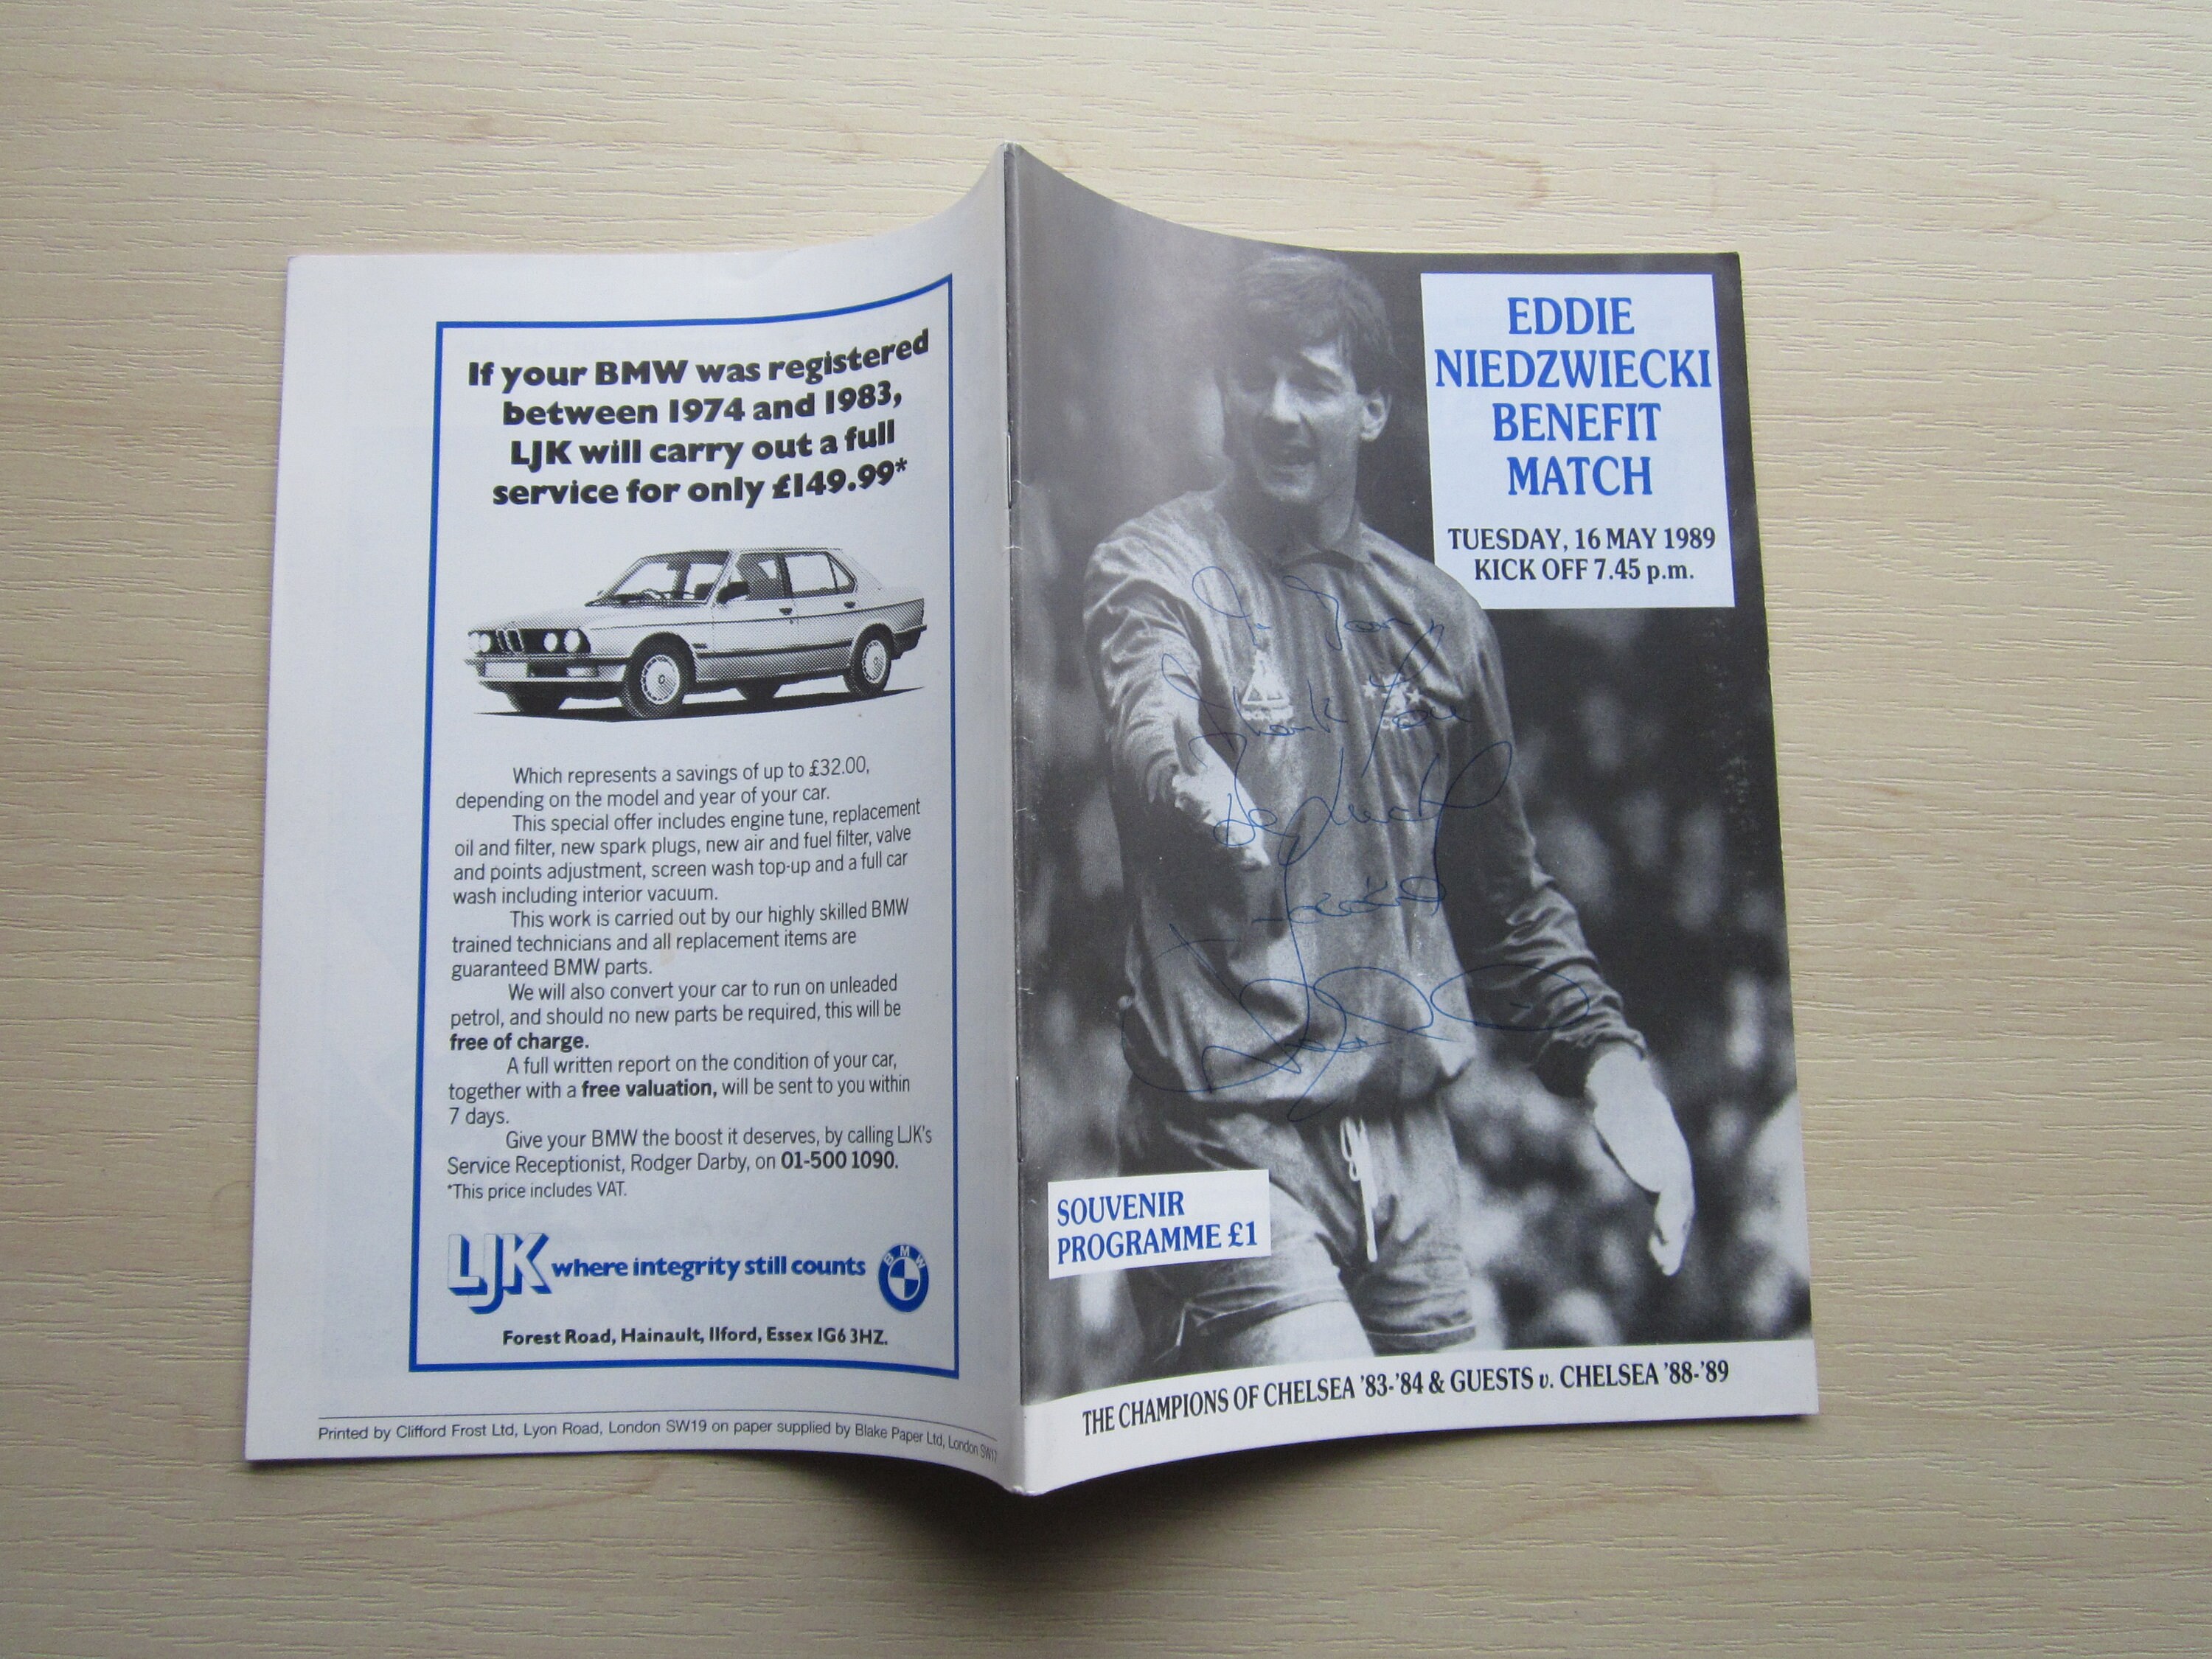 If your BMW was registered
between 1974 and 1983,
LJK will carry out a full
service for only £149.99*
Which represents a savings of up to £32.00,
depending on the model and year of your car.
This special offer includes engine tune, replacement
oil and filter, new spark plugs, new air and fuel filter, valve
and points adjustment, screen wash top-up and a full car
wash including interior vacuum.
This work is carried out by our highly skilled BMW
trained technicians and all replacement items are
guaranteed BMW parts.
We will also convert your car to run on unleaded
petrol, and should no new parts be required, this will be
free of charge.
A full written report on the condition of your car,
together with a free valuation, will be sent to you within
7 days.
Give your BMW the boost it deserves, by calling LJK's
Service Receptionist, Rodger Darby, on 01-500 1090.
*This price includes VAT.
LJK where integrity still counts
BMW
Forest Road, Hainault, Ilford, Essex IG6 3HZ.
Printed by Clifford Frost Ltd, Lyon Road, London SW19 on paper supplied by Blake Paper Ltd, London SW17
EDDIE
NIEDZWIECKI
BENEFIT
MATCH
TUESDAY, 16 MAY 1989
KICK OFF 7.45 p.m.
To
Thank You
Luck
SOUVENIR
PROGRAMME £1
THE CHAMPIONS OF CHELSEA '83-'84 & GUESTS v. CHELSEA '88-'89